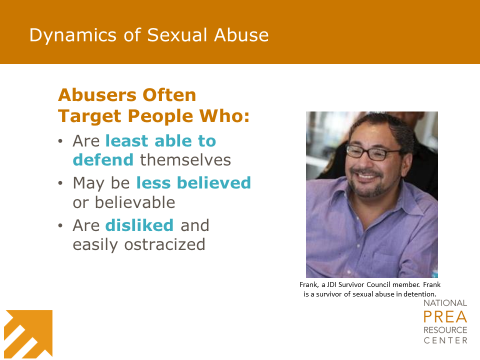 Dynamics of Sexual Abuse
Abusers Often
Target People Who:
• Are least able to
defend themselves
• May be less believed
or believable
• Are disliked and
easily ostracized
Frank, a JDI Survivor Council member. Frank
is a survivor of sexual abuse in detention.
NATIONAL
PREA
RESOURCE
CENTER